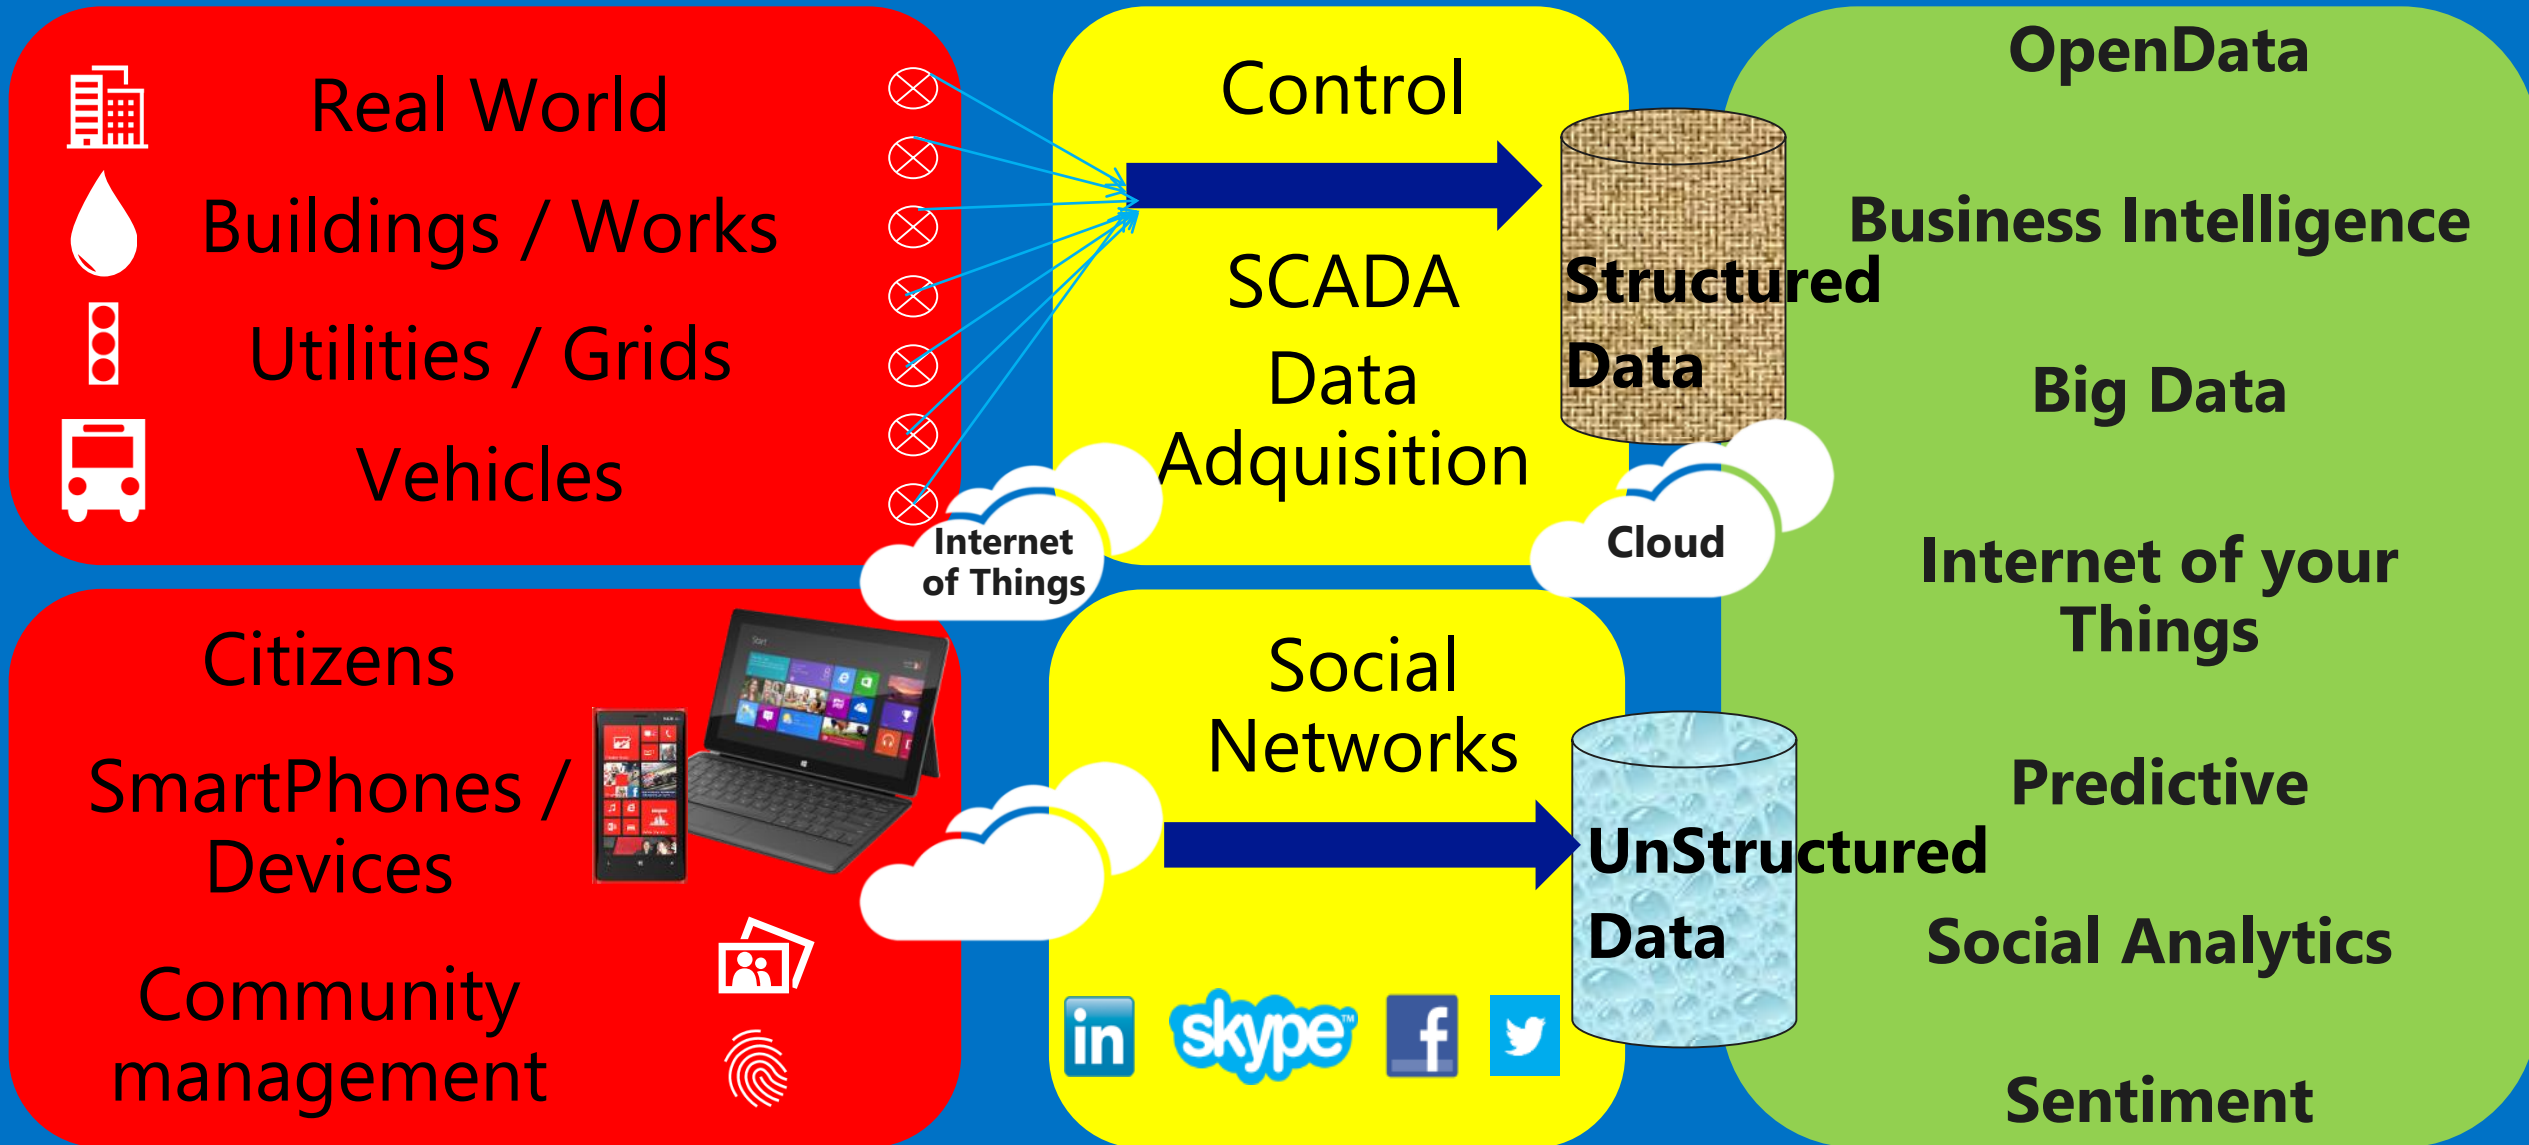 Real World
Buildings / Works
Utilities / Grids
Vehicles
Internet
of Things
Control
SCADA
Data
Adquisition
Structured
Data
Cloud
Citizens
SmartPhones /
Devices
Community
management
Start
Social
Networks
in
skype™
f
UnStructured
Data
OpenData
Business Intelligence
Big Data
Internet of your
Things
Predictive
Social Analytics
Sentiment